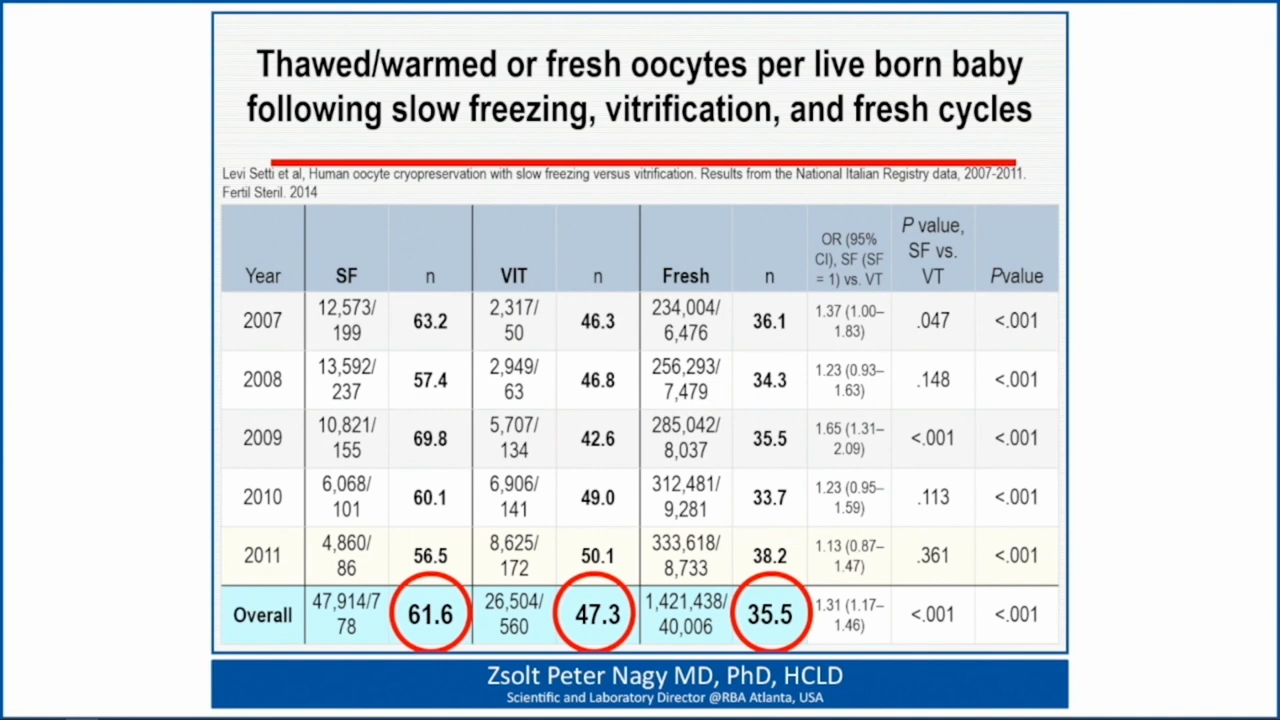 Thawed/warmed or fresh oocytes per live born baby
following slow freezing, vitrification, and fresh cycles
Levi Setti et al, Human oocyte cryopreservation with slow freezing versus vitrification. Results from the National Italian Registry data, 2007-2011.
Fertil Steril. 2014
Year SF n VIT n Fresh n OR (95% CI), SF (SF = 1) vs. VT P value, SF vs. VT Pvalue
2007 12,573/199 63.2 2,317/50 46.3 234,004/6,476 36.1 1.37 (1.00–1.83) .047 <.001
2008 13,592/237 57.4 2,949/63 46.8 256,293/7,479 34.3 1.23 (0.93–1.63) .148 <.001
2009 10,821/155 69.8 5,707/134 42.6 285,042/8,037 35.5 1.65 (1.31–2.09) <.001 <.001
2010 6,068/101 60.1 6,906/141 49.0 312,481/9,281 33.7 1.23 (0.95–1.59) .113 <.001
2011 4,860/86 56.5 8,625/172 50.1 333,618/8,733 38.2 1.13 (0.87–1.47) .361 <.001
Overall 47,914/778 61.6 26,504/560 47.3 1,421,438/40,006 35.5 1.31 (1.17–1.46) <.001 <.001
Zsolt Peter Nagy MD, PhD, HCLD
Scientific and Laboratory Director @RBA Atlanta, USA